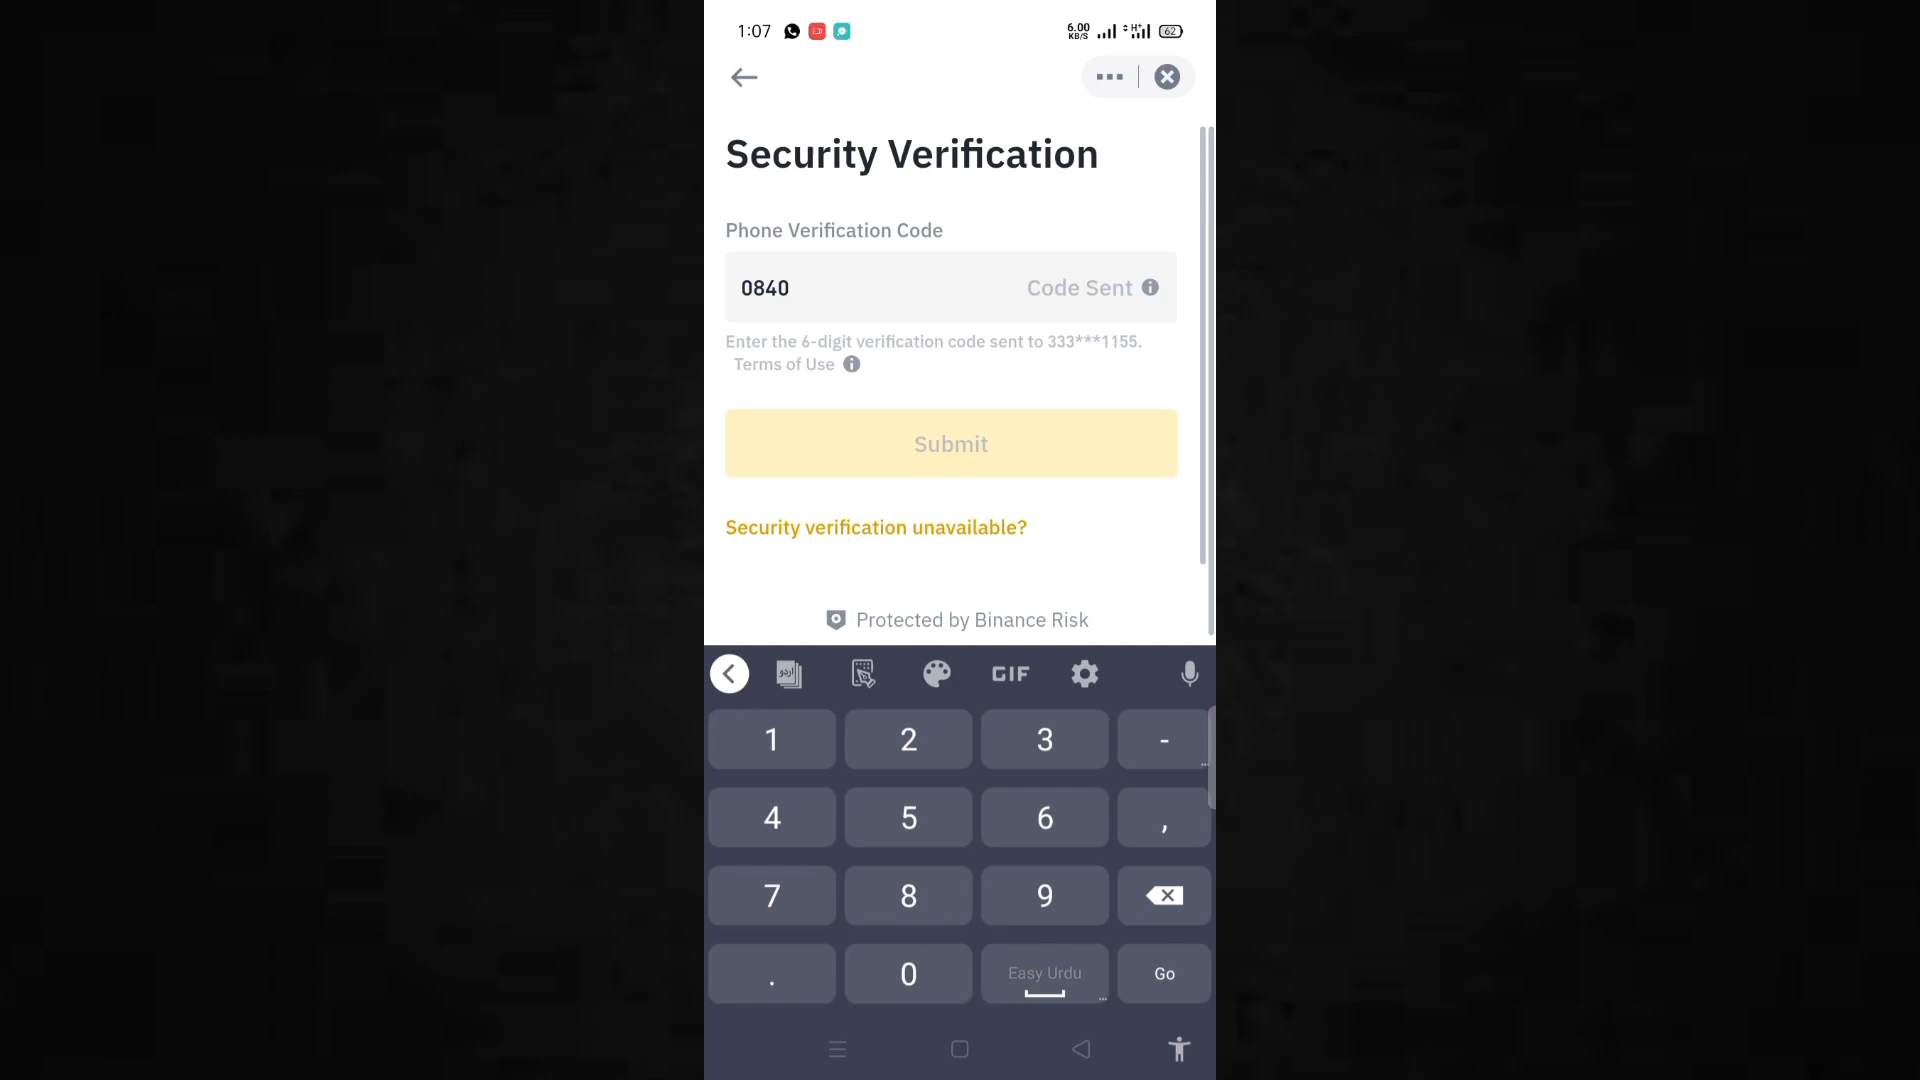 1:07
6.00
KB/S
H+
62
Security Verification
Phone Verification Code
0840
Code Sent
Enter the 6-digit verification code sent to 333***1155.
Terms of Use
Submit
Security verification unavailable?
Protected by Binance Risk
اردو
GIF
1 2 3 -
4 5 6 ,
7 8 9
. 0 Easy Urdu Go